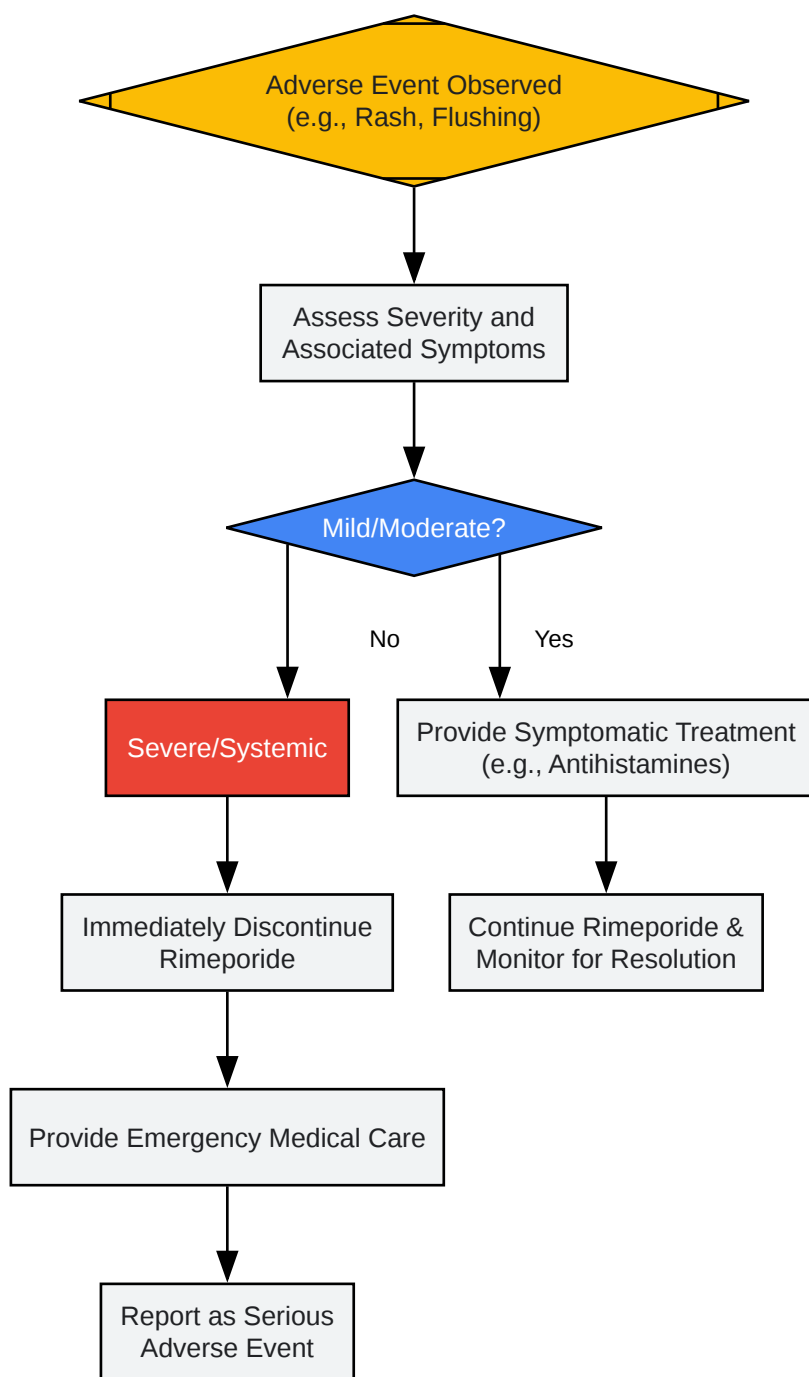 Adverse Event Observed
(e.g., Rash, Flushing)
Assess Severity and
Associated Symptoms
Mild/Moderate?
No
Yes
Severe/Systemic
Provide Symptomatic Treatment
(e.g., Antihistamines)
Immediately Discontinue
Rimeporide
Continue Rimeporide &
Monitor for Resolution
Provide Emergency Medical Care
Report as Serious
Adverse Event